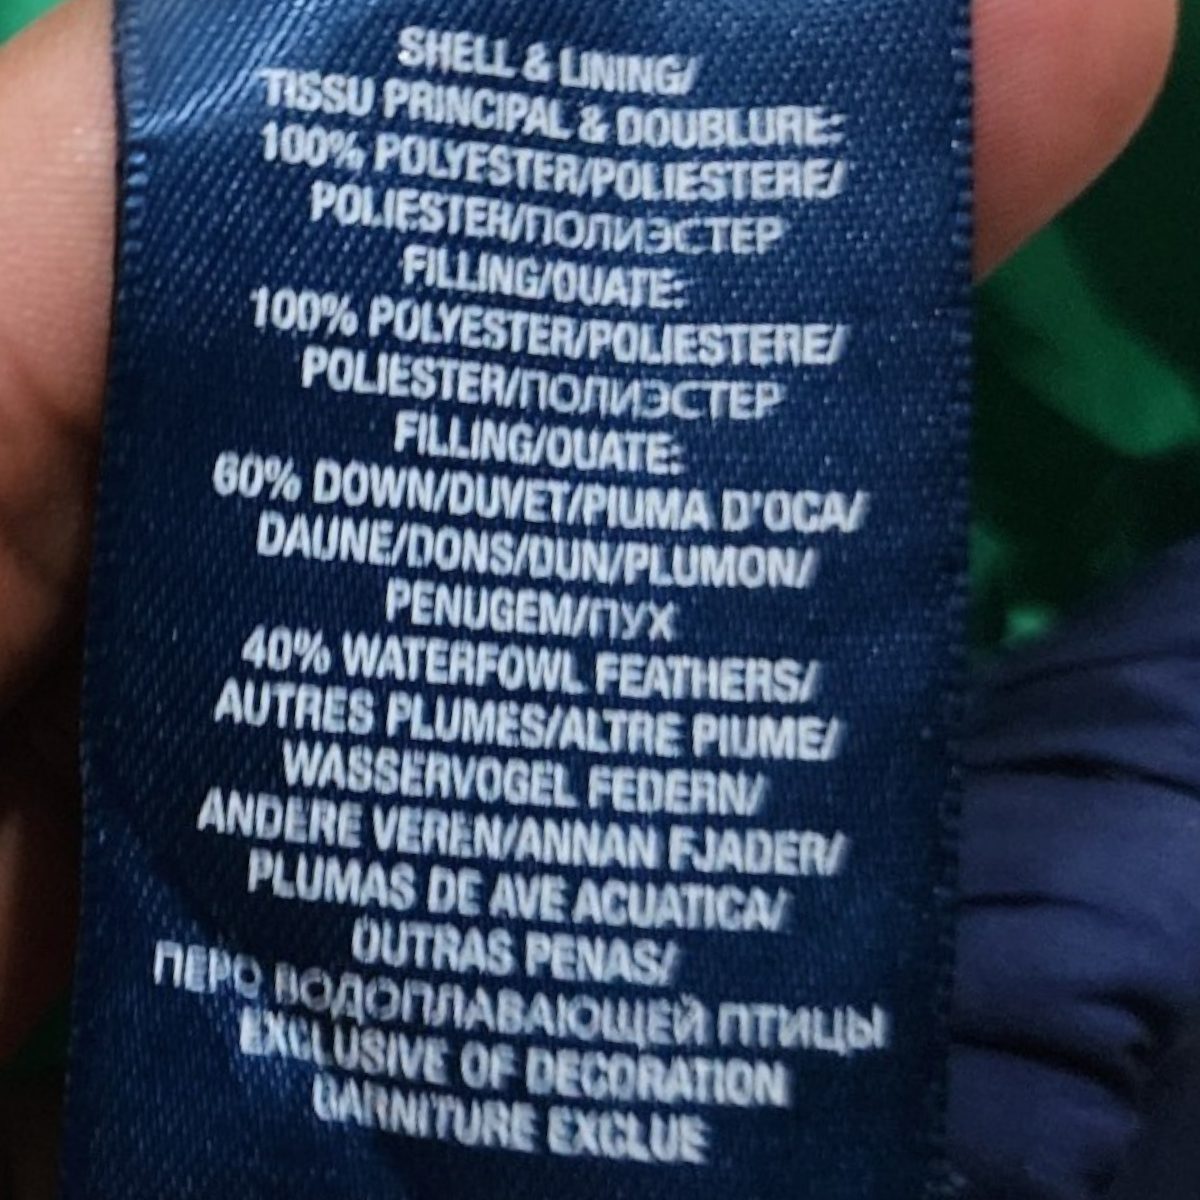 SHELL & LINING/
TISSU PRINCIPAL & DOUBLURE:
100% POLYESTER/POLIESTERE/
POLIESTER/ПОЛИЭСТЕР
FILLING/OUATE:
100% POLYESTER/POLIESTERE/
POLIESTER/ПОЛИЭСТЕР
FILLING/OUATE:
60% DOWN/DUVET/PIUMA D'OCA/
DAUNE/DONS/DUN/PLUMON/
PENUGEM/ПУХ
40% WATERFOWL FEATHERS/
AUTRES PLUMES/ALTRE PIUME/
WASSERVOGEL FEDERN/
ANDERE VEREN/ANNAN FJADER/
PLUMAS DE AVE ACUATICA/
OUTRAS PENAS/
ПЕРО ВОДОПЛАВАЮЩЕЙ ПТИЦЫ
EXCLUSIVE OF DECORATION
GARNITURE EXCLUE